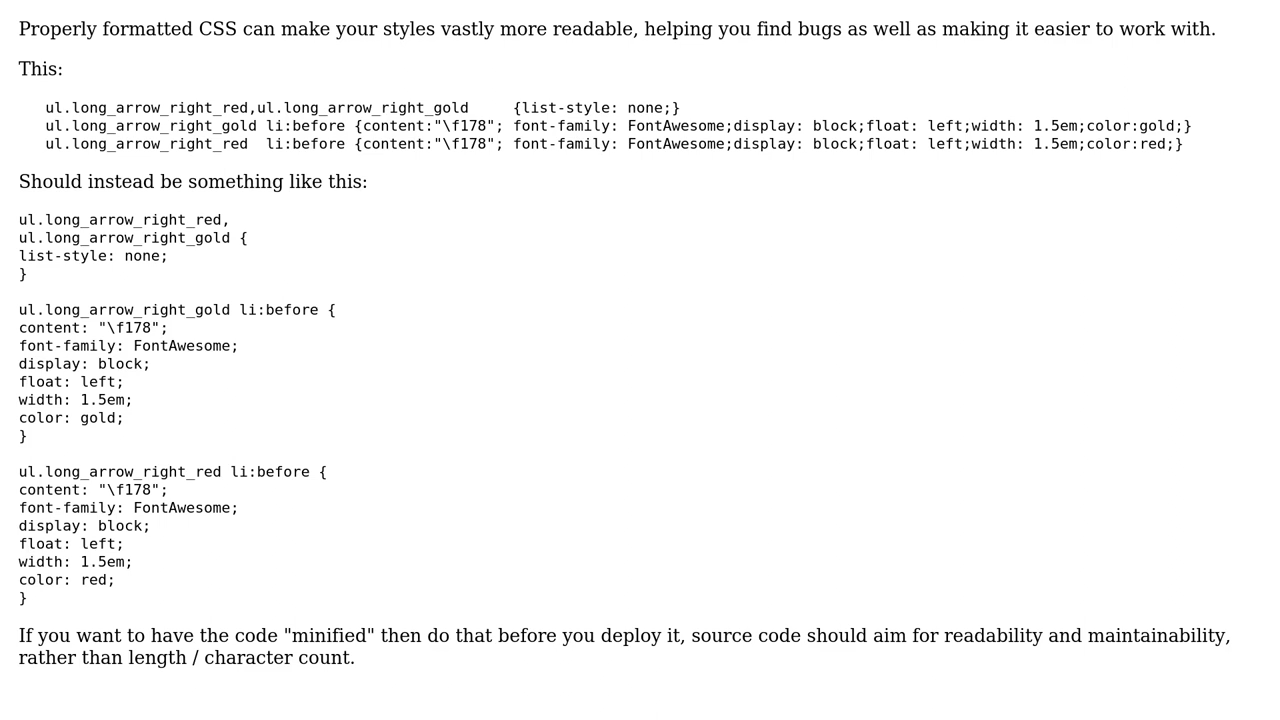 Properly formatted CSS can make your styles vastly more readable, helping you find bugs as well as making it easier to work with.
This:
ul.long_arrow_right_red,ul.long_arrow_right_gold     {list-style: none;}
ul.long_arrow_right_gold li:before {content:"\f178"; font-family: FontAwesome;display: block;float: left;width: 1.5em;color:gold;}
ul.long_arrow_right_red  li:before {content:"\f178"; font-family: FontAwesome;display: block;float: left;width: 1.5em;color:red;}
Should instead be something like this:
ul.long_arrow_right_red,
ul.long_arrow_right_gold {
list-style: none;
}
ul.long_arrow_right_gold li:before {
content: "\f178";
font-family: FontAwesome;
display: block;
float: left;
width: 1.5em;
color: gold;
}
ul.long_arrow_right_red li:before {
content: "\f178";
font-family: FontAwesome;
display: block;
float: left;
width: 1.5em;
color: red;
}
If you want to have the code "minified" then do that before you deploy it, source code should aim for readability and maintainability,
rather than length / character count.